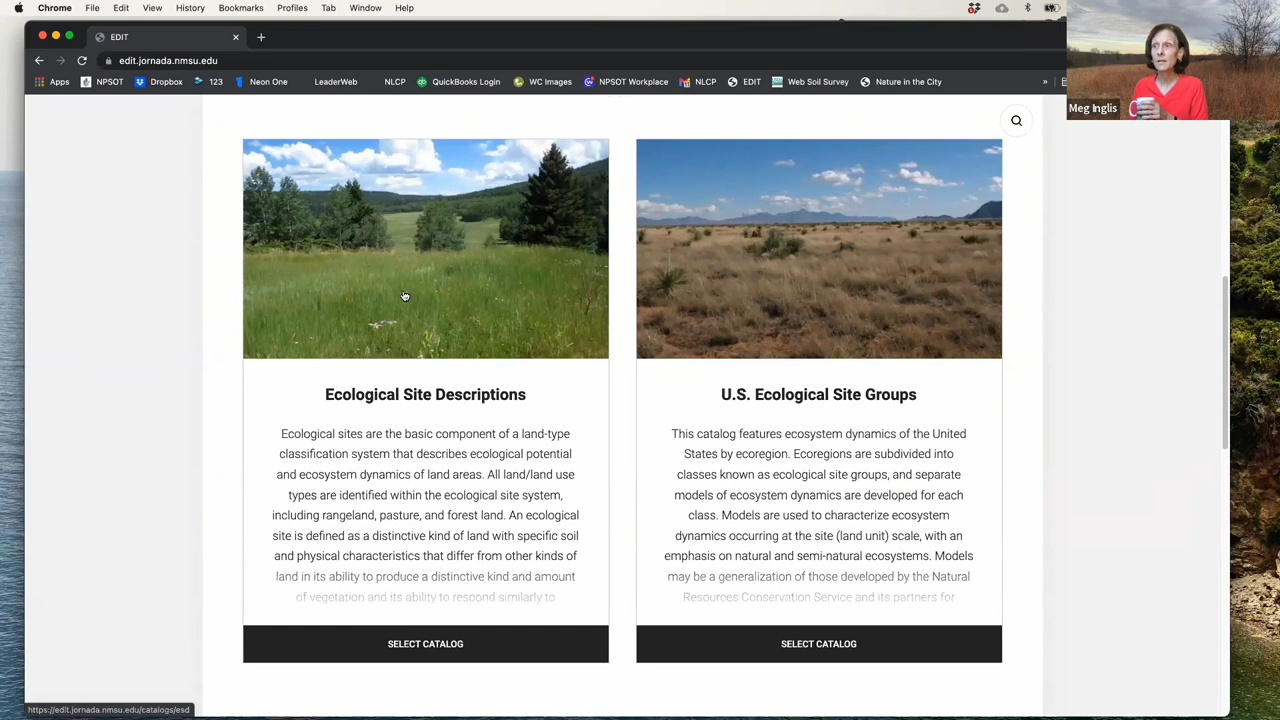 Chrome File Edit View History Bookmarks Profiles Tab Window Help
EDIT
edit.jornada.nmsu.edu
Apps NPSOT Dropbox 123 Neon One LeaderWeb NLCP QuickBooks Login WC Images NPSOT Workplace NLCP EDIT Web Soil Survey Nature in the City »
Meg Inglis
Ecological Site Descriptions
Ecological sites are the basic component of a land-type
classification system that describes ecological potential
and ecosystem dynamics of land areas. All land/land use
types are identified within the ecological site system,
including rangeland, pasture, and forest land. An ecological
site is defined as a distinctive kind of land with specific soil
and physical characteristics that differ from other kinds of
land in its ability to produce a distinctive kind and amount
of vegetation and its ability to respond similarly to
SELECT CATALOG
U.S. Ecological Site Groups
This catalog features ecosystem dynamics of the United
States by ecoregion. Ecoregions are subdivided into
classes known as ecological site groups, and separate
models of ecosystem dynamics are developed for each
class. Models are used to characterize ecosystem
dynamics occurring at the site (land unit) scale, with an
emphasis on natural and semi-natural ecosystems. Models
may be a generalization of those developed by the Natural
Resources Conservation Service and its partners for
SELECT CATALOG
https://edit.jornada.nmsu.edu/catalogs/esd